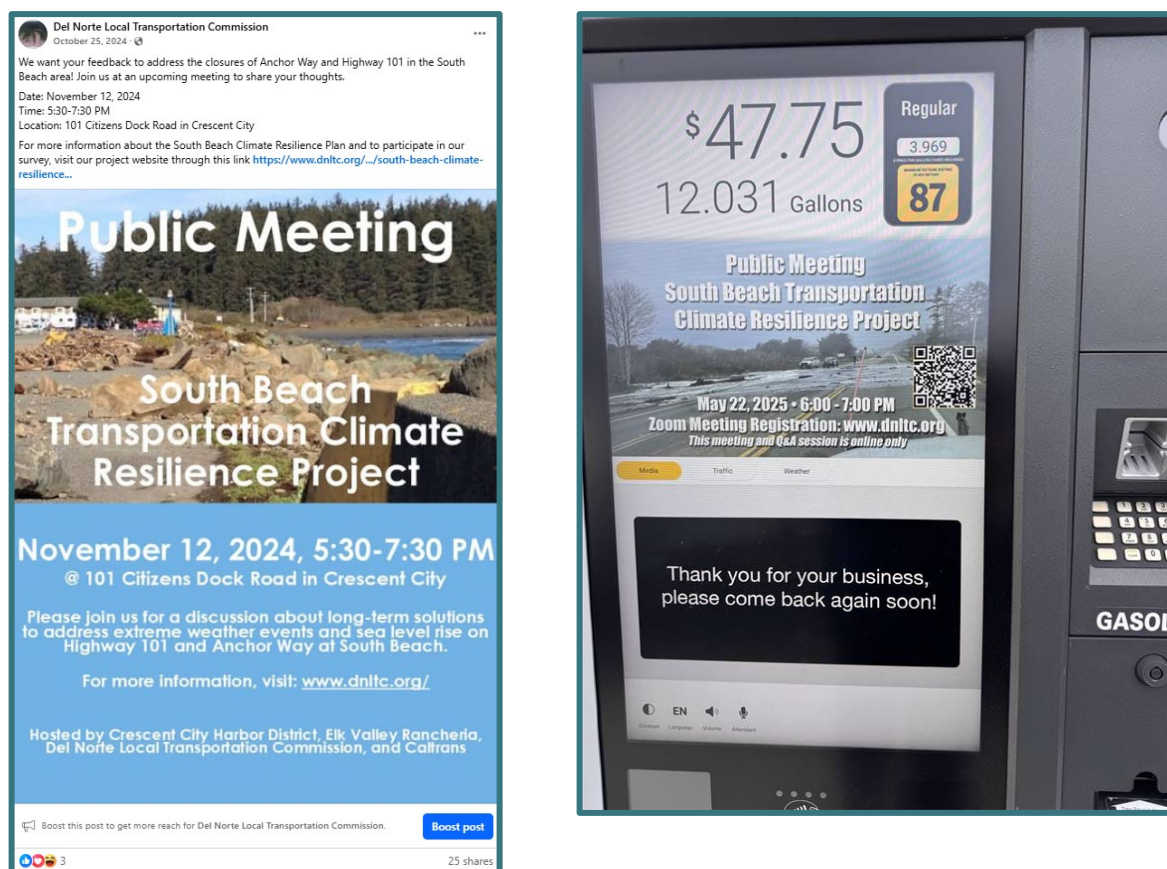 Del Norte Local Transportation Commission
October 25, 2024 ·
We want your feedback to address the closures of Anchor Way and Highway 101 in the South
Beach area! Join us at an upcoming meeting to share your thoughts.
Date: November 12, 2024
Time: 5:30-7:30 PM
Location: 101 Citizens Dock Road in Crescent City
For more information about the South Beach Climate Resilience Plan and to participate in our
survey, visit our project website through this link https://www.dnltc.org/.../south-beach-climate-
resilience...
Public Meeting
South Beach
Transportation Climate
Resilience Project
November 12, 2024, 5:30-7:30 PM
@ 101 Citizens Dock Road in Crescent City
Please join us for a discussion about long-term solutions
to address extreme weather events and sea level rise on
Highway 101 and Anchor Way at South Beach.
For more information, visit: www.dnltc.org/
Hosted by Crescent City Harbor District, Elk Valley Rancheria,
Del Norte Local Transportation Commission, and Caltrans
Boost this post to get more reach for Del Norte Local Transportation Commission.
Boost post
3
25 shares
$47.75
12.031 Gallons
Regular
3.969
87
Public Meeting
South Beach Transportation
Climate Resilience Project
May 22, 2025 • 6:00 - 7:00 PM
Zoom Meeting Registration: www.dnltc.org
This meeting and Q&A session is online only
Media
Traffic
Weather
Thank you for your business,
please come back again soon!
EN
Contrast
Language
Volume
Attendant
GASOL